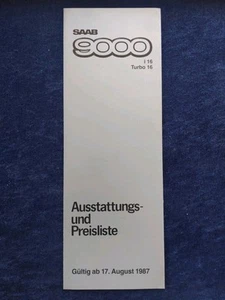 SAAB
9000
i 16
Turbo 16
Ausstattungs-
und
Preisliste
Gültig ab 17. August 1987